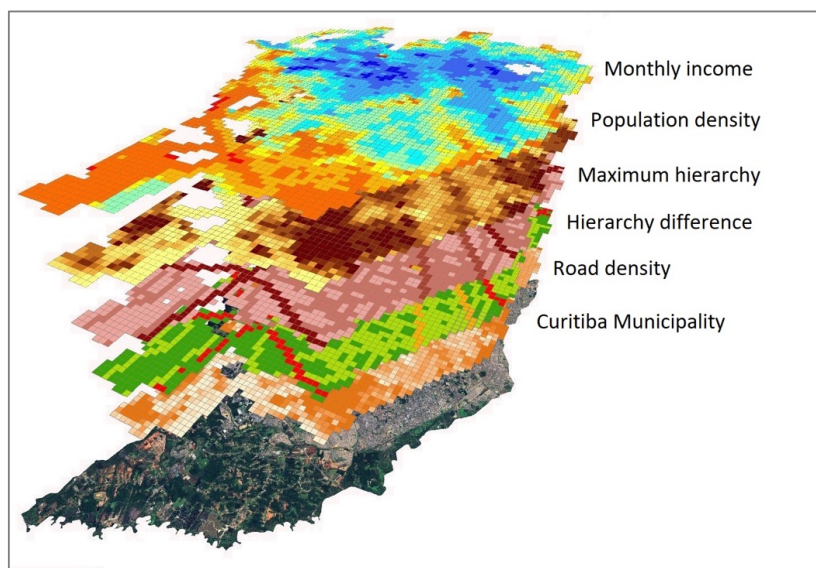 Monthly income
Population density
Maximum hierarchy
Hierarchy difference
Road density
Curitiba Municipality